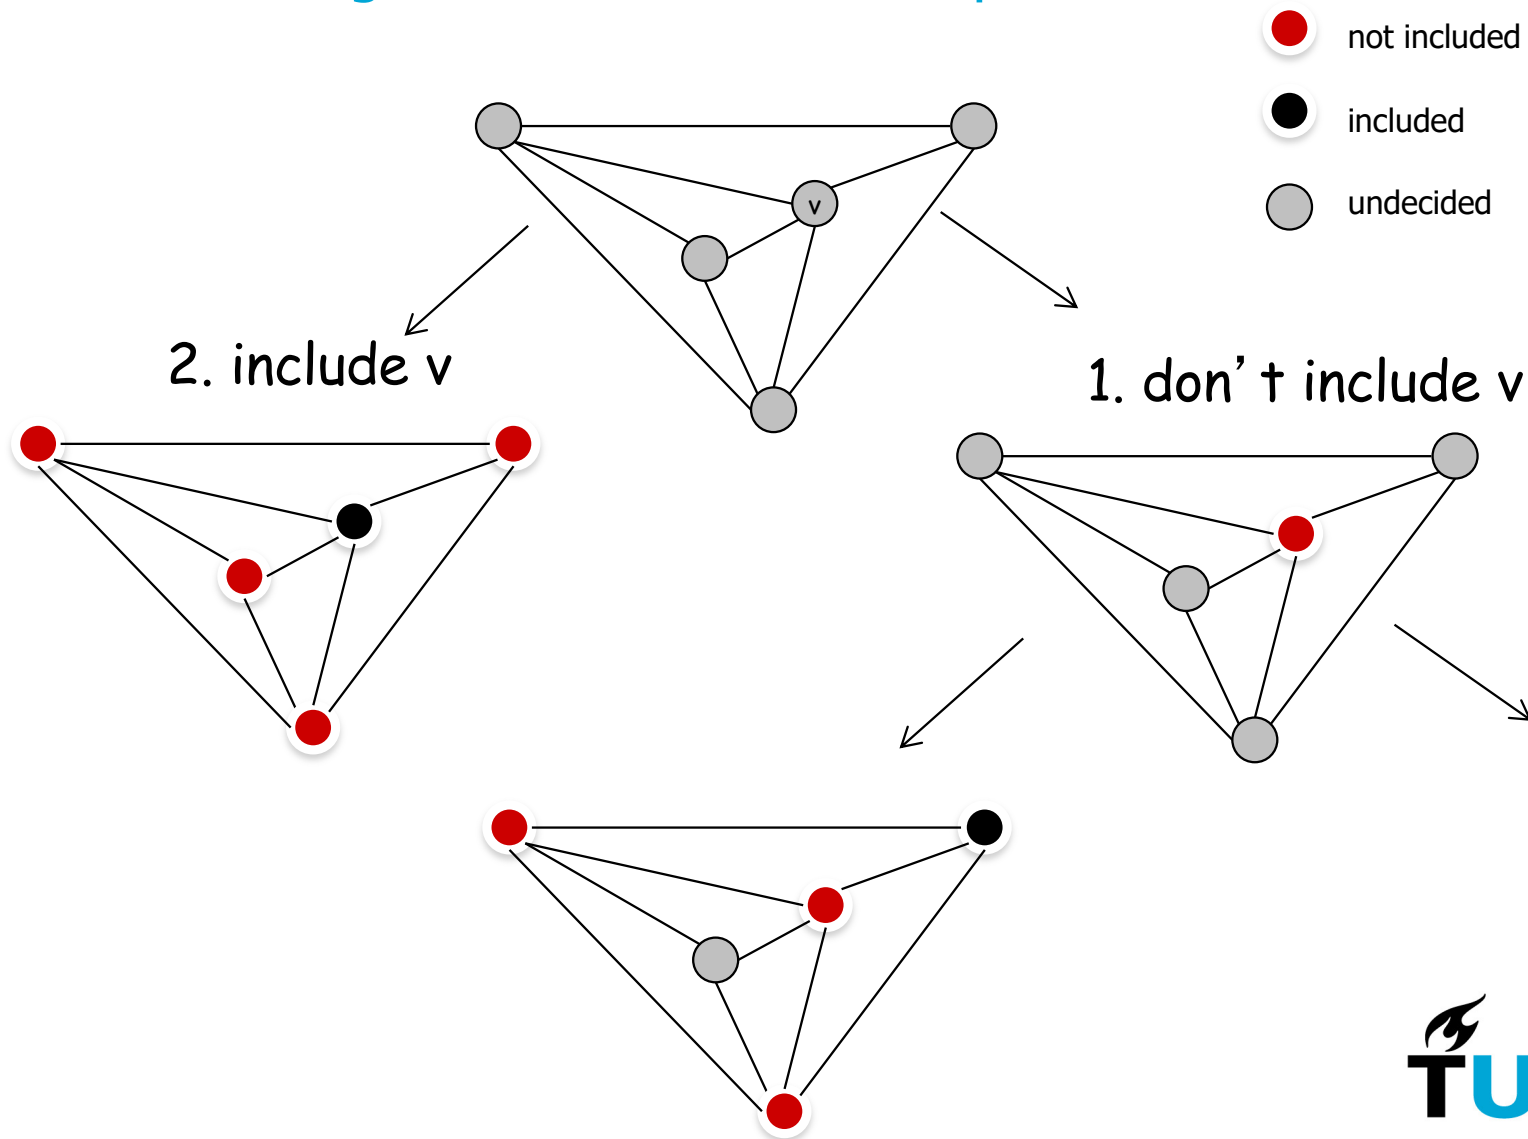 not included
included
undecided
v
2. include v
1. don't include v
TU